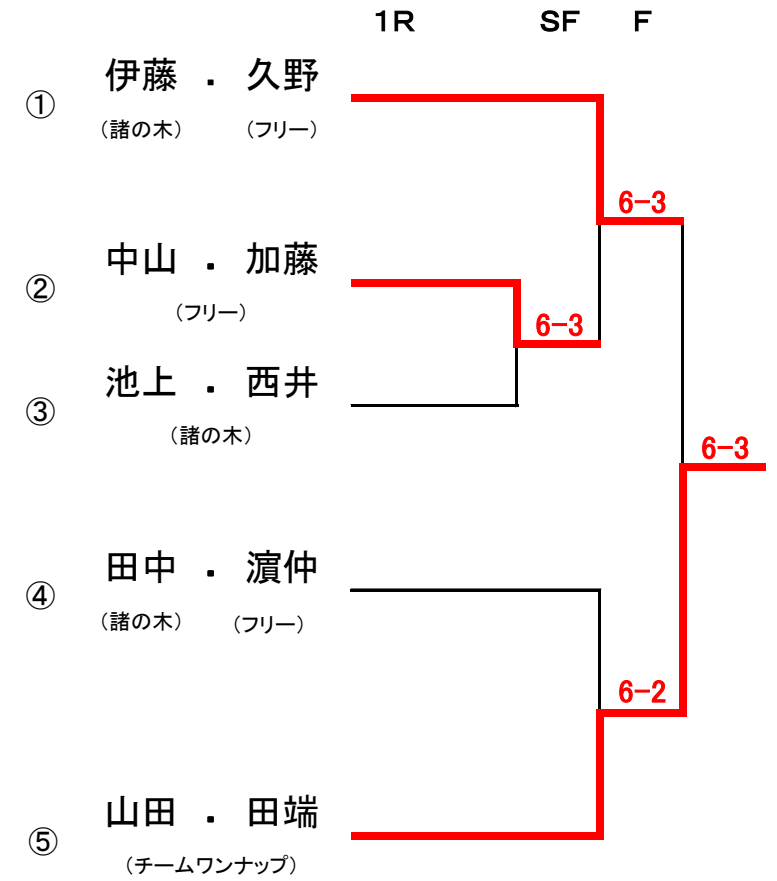 1R SF F
伊藤 . 久野
①
(諸の木) (フリー)
6-3
中山 . 加藤
②
(フリー)
6-3
池上 . 西井
③
(諸の木)
6-3
田中 . 濵仲
④
(諸の木) (フリー)
6-2
山田 . 田端
⑤
(チームワンナップ)